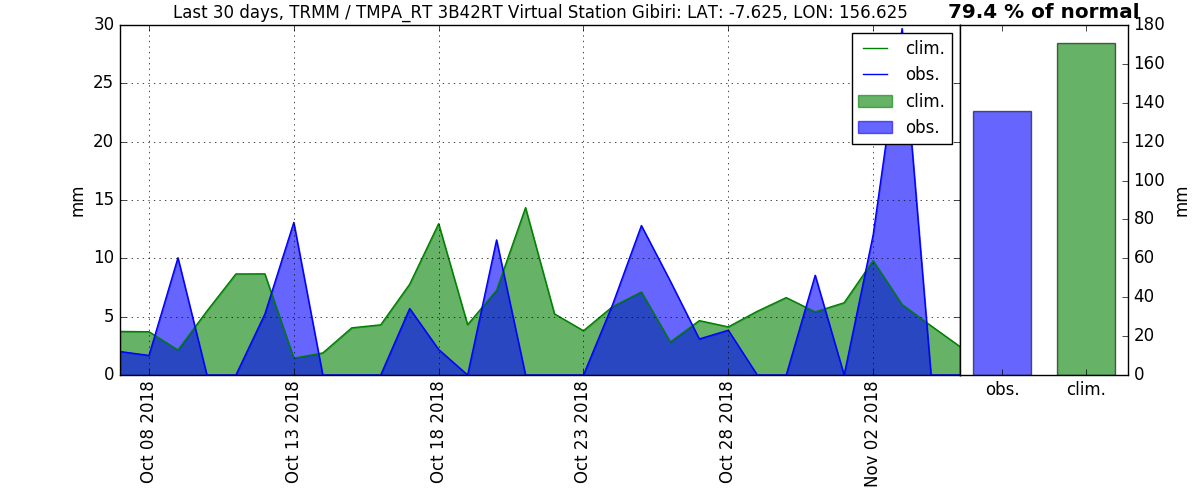 Last 30 days, TRMM / TMPA_RT 3B42RT Virtual Station Gibiri: LAT: -7.625, LON: 156.625
79.4 % of normal
30
25
20
15
10
5
0
mm
clim.
obs.
clim.
obs.
180
160
140
120
100
80
60
40
20
0
mm
Oct 08 2018
Oct 13 2018
Oct 18 2018
Oct 23 2018
Oct 28 2018
Nov 02 2018
obs.
clim.